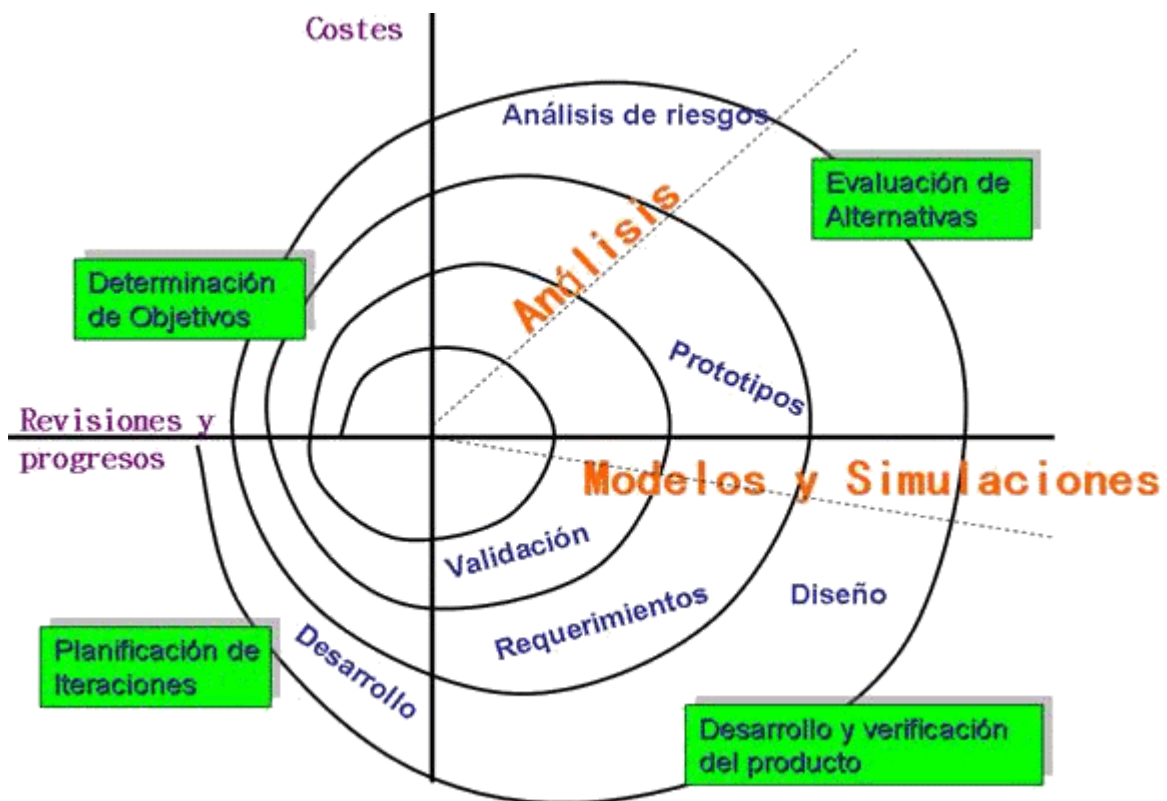 Costes
Análisis de riesgos
Evaluación de
Alternativas
Análisis
Determinación
de Objetivos
Prototipos
Revisiones y
progresos
Modelos y Simulaciones
Validación
Diseño
Requerimientos
Desarrollo
Planificación de
Iteraciones
Desarrollo y verificación
del producto